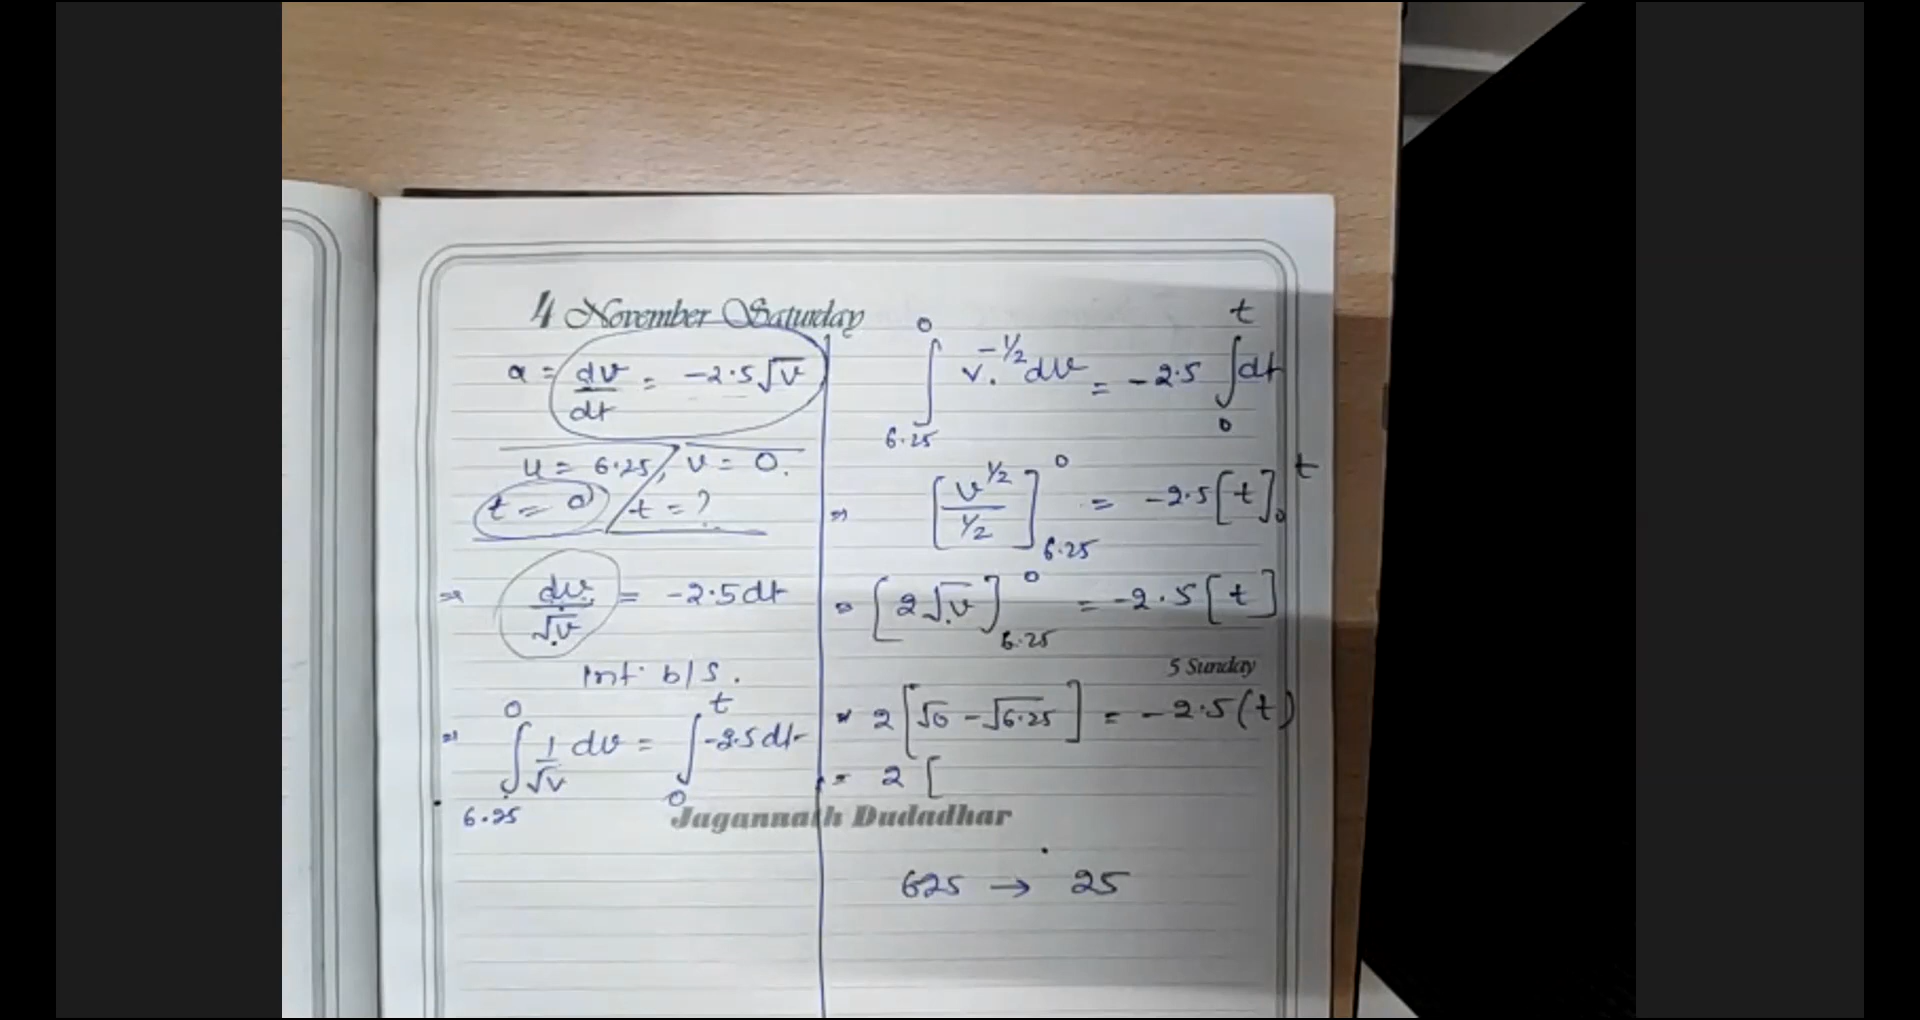 4 November Saturday
a = dv/dt = -2.5√v
u = 6.25, v = 0.
t = 0 / t = ?
⇒ dv/√v = -2.5 dt
Int. b/s.
⇒ ∫_{6.25}^{0} 1/√v dv = ∫_{0}^{t} -2.5 dt
∫_{6.25}^{0} v.^{-1/2} dv = -2.5 ∫_{0}^{t} dt
⇒ [v^{1/2}/1/2]_{6.25}^{0} = -2.5 [t]_{0}^{t}
⇒ [2√v]_{6.25}^{0} = -2.5 [t]
5 Sunday
⇒ 2 [√0 - √6.25] = -2.5 (t)
= 2 [
Jagannath Dudadhar
625 → 25